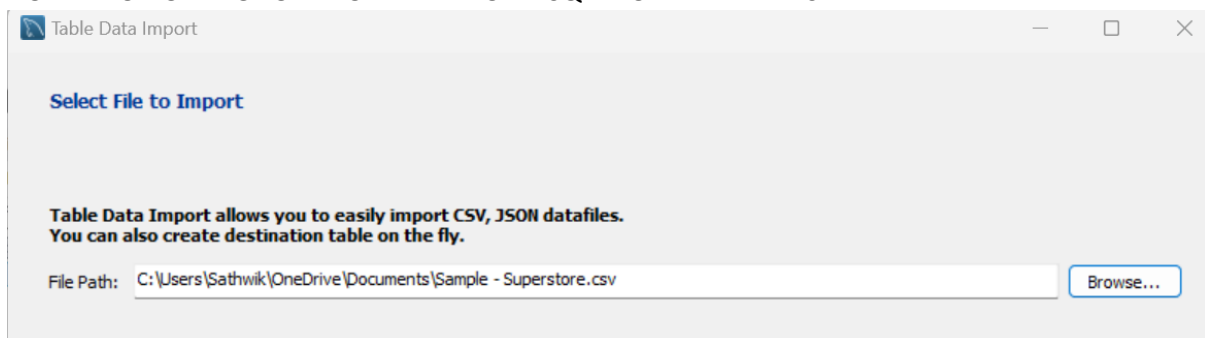 Table Data Import
Select File to Import
Table Data Import allows you to easily import CSV, JSON datafiles.
You can also create destination table on the fly.
File Path: C:\Users\Sathwik\OneDrive\Documents\Sample - Superstore.csv Browse...